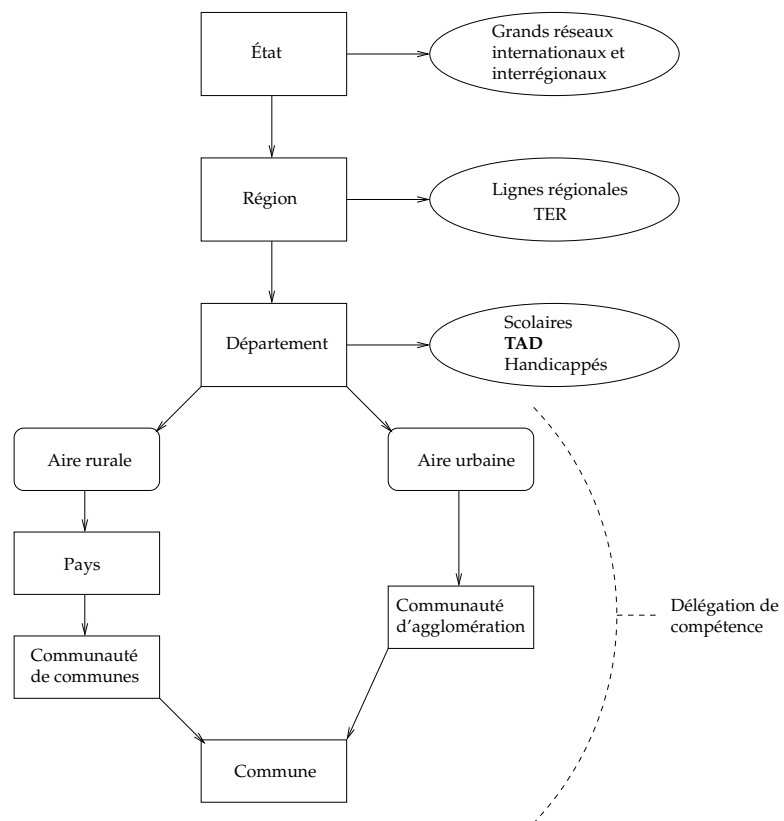 État
Grands réseaux
internationaux et
interrégionaux
Région
Lignes régionales
TER
Département
Scolaires
TAD
Handicappés
Aire rurale
Aire urbaine
Pays
Communauté
d'agglomération
Délégation de
compétence
Communauté
de communes
Commune